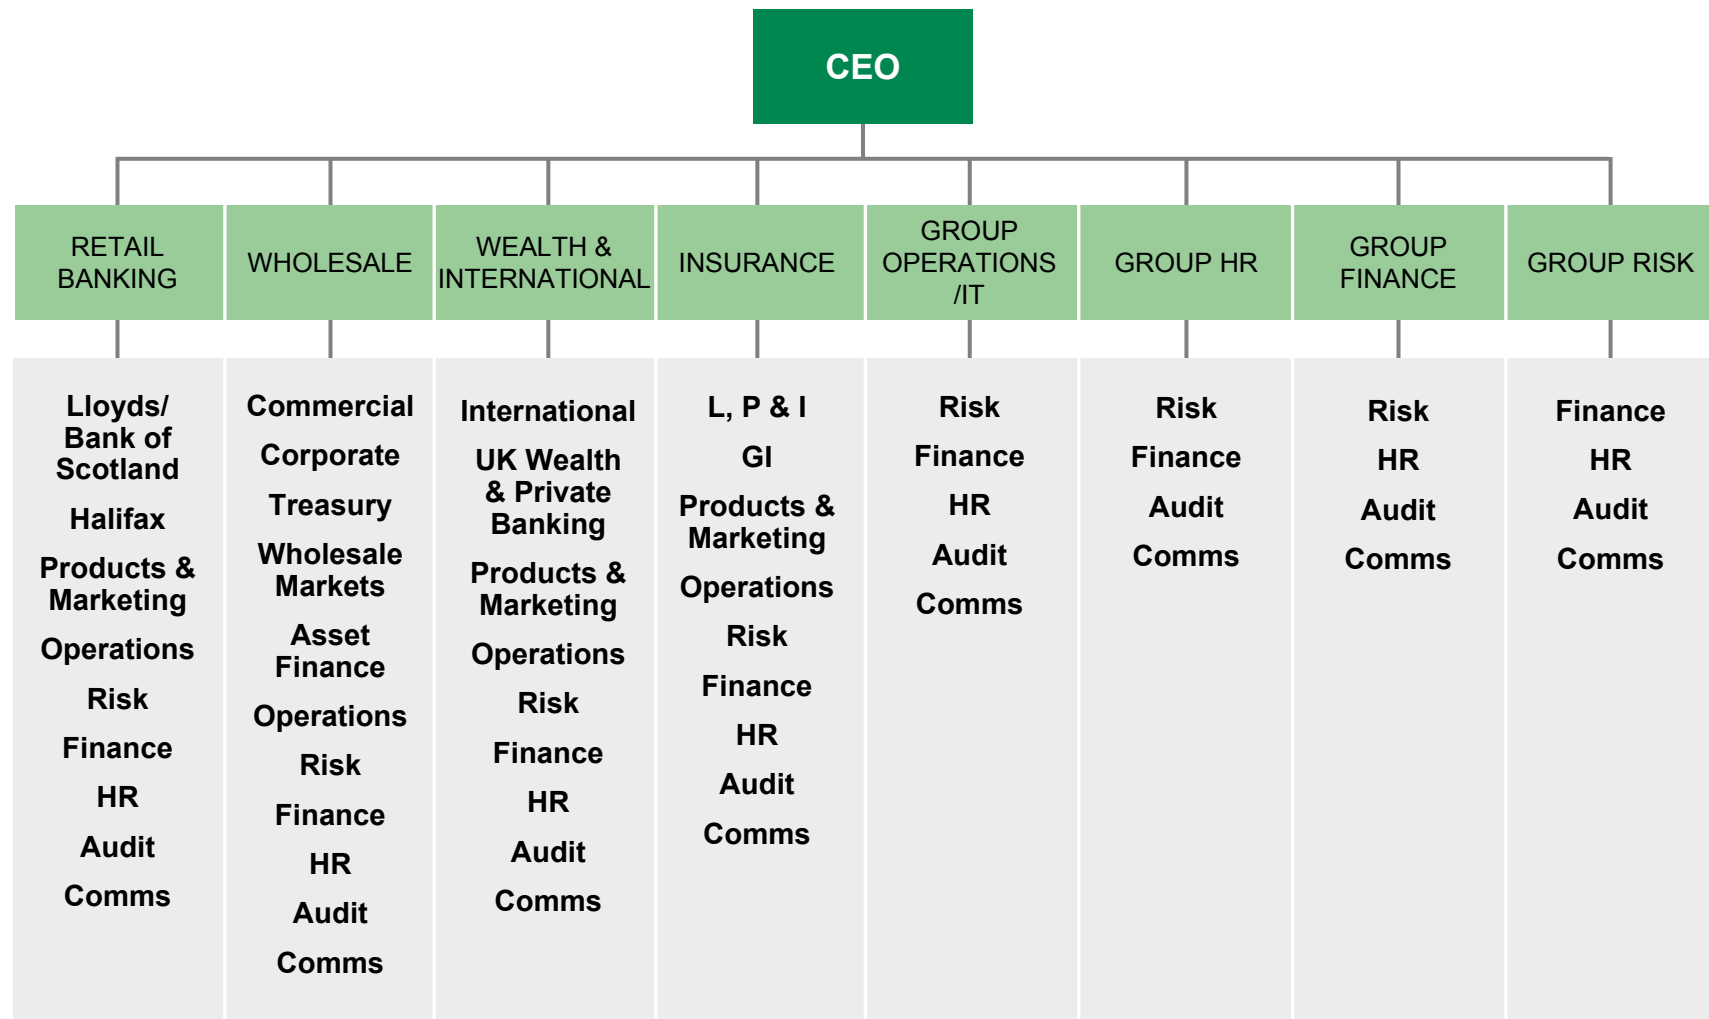 CEO
RETAIL
BANKING
WHOLESALE
WEALTH &
INTERNATIONAL
INSURANCE
GROUP
OPERATIONS
/IT
GROUP HR
GROUP
FINANCE
GROUP RISK
Lloyds/
Bank of
Scotland
Halifax
Products &
Marketing
Operations
Risk
Finance
HR
Audit
Comms
Commercial
Corporate
Treasury
Wholesale
Markets
Asset
Finance
Operations
Risk
Finance
HR
Audit
Comms
International
UK Wealth
& Private
Banking
Products &
Marketing
Operations
Risk
Finance
HR
Audit
Comms
L, P & I
GI
Products &
Marketing
Operations
Risk
Finance
HR
Audit
Comms
Risk
Finance
HR
Audit
Comms
Risk
Finance
Audit
Comms
Risk
HR
Audit
Comms
Finance
HR
Audit
Comms